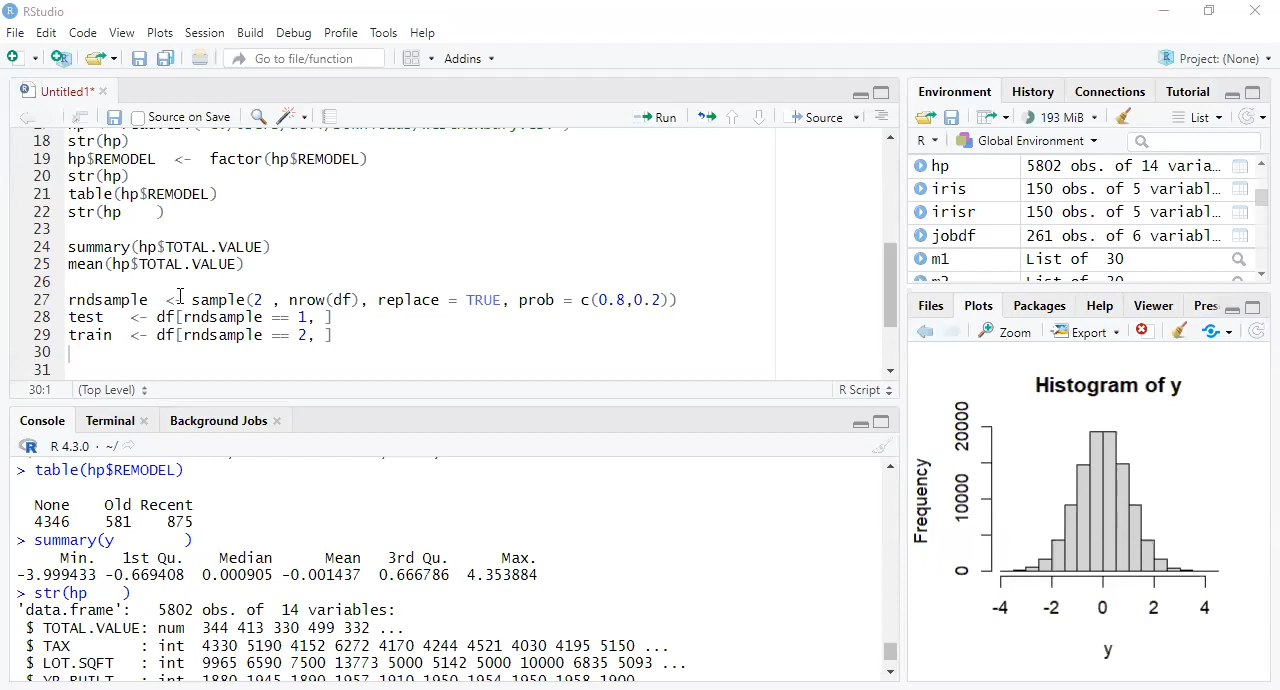 RStudio
File Edit Code View Plots Session Build Debug Profile Tools Help
Go to file/function Addins Project: (None)
Untitled1*
Source on Save Run Source
18 str(hp)
19 hp$REMODEL <- factor(hp$REMODEL)
20 str(hp)
21 table(hp$REMODEL)
22 str(hp )
23
24 summary(hp$TOTAL.VALUE)
25 mean(hp$TOTAL.VALUE)
26
27 rndsample <- sample(2 , nrow(df), replace = TRUE, prob = c(0.8,0.2))
28 test <- df[rndsample == 1, ]
29 train <- df[rndsample == 2, ]
30
31
30:1 (Top Level) R Script
Console Terminal Background Jobs
R 4.3.0 · ~/
> table(hp$REMODEL)
None Old Recent
4346 581 875
> summary(y )
Min. 1st Qu. Median Mean 3rd Qu. Max.
-3.999433 -0.669408 0.000905 -0.001437 0.666786 4.353884
> str(hp )
'data.frame': 5802 obs. of 14 variables:
$ TOTAL.VALUE: num 344 413 330 499 332 ...
$ TAX : int 4330 5190 4152 6272 4170 4244 4521 4030 4195 5150 ...
$ LOT.SQFT : int 9965 6590 7500 13773 5000 5142 5000 10000 6835 5093 ...
Environment History Connections Tutorial
193 MiB List
R Global Environment
hp 5802 obs. of 14 varia...
iris 150 obs. of 5 variabl...
irisr 150 obs. of 5 variabl...
jobdf 261 obs. of 6 variabl...
m1 List of 30
Files Plots Packages Help Viewer Pres
Zoom Export
Histogram of y
Frequency
0 10000 20000
-4 -2 0 2 4
y